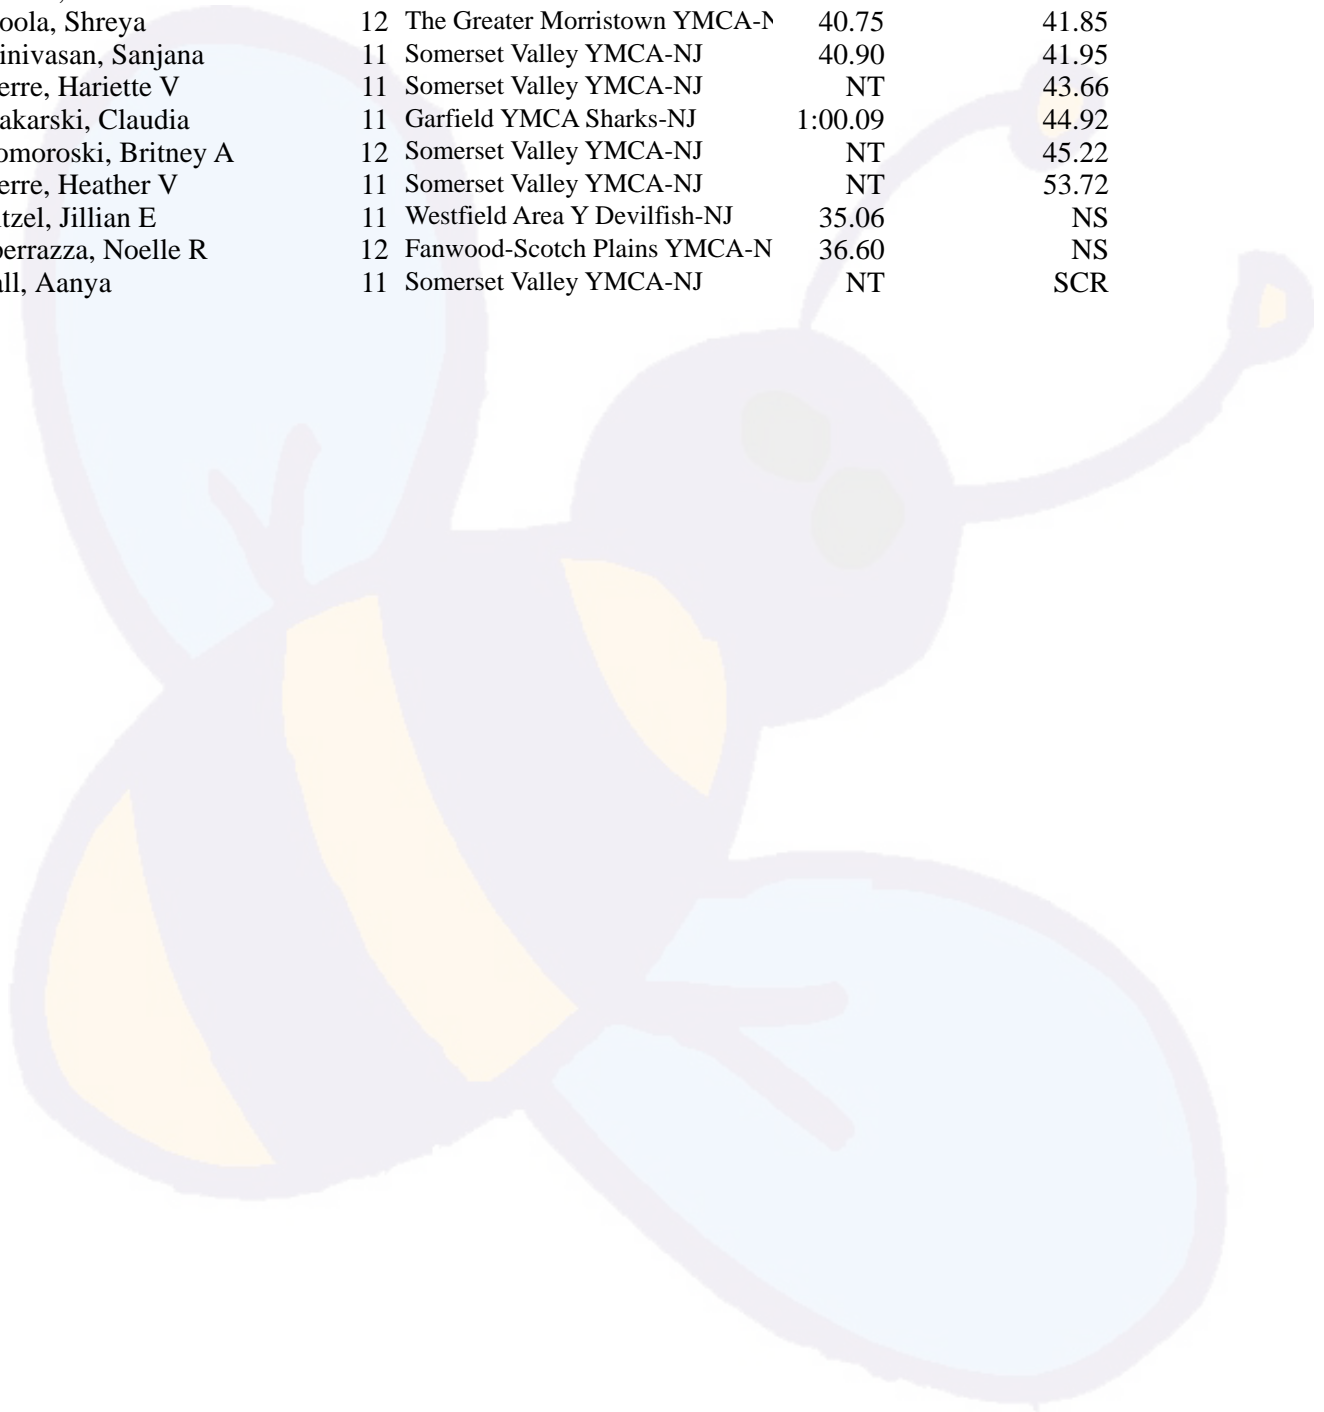 oola, Shreya 12 The Greater Morristown YMCA-N 40.75 41.85
inivasan, Sanjana 11 Somerset Valley YMCA-NJ 40.90 41.95
erre, Hariette V 11 Somerset Valley YMCA-NJ NT 43.66
akarski, Claudia 11 Garfield YMCA Sharks-NJ 1:00.09 44.92
omoroski, Britney A 12 Somerset Valley YMCA-NJ NT 45.22
erre, Heather V 11 Somerset Valley YMCA-NJ NT 53.72
tzel, Jillian E 11 Westfield Area Y Devilfish-NJ 35.06 NS
perrazza, Noelle R 12 Fanwood-Scotch Plains YMCA-N 36.60 NS
all, Aanya 11 Somerset Valley YMCA-NJ NT SCR